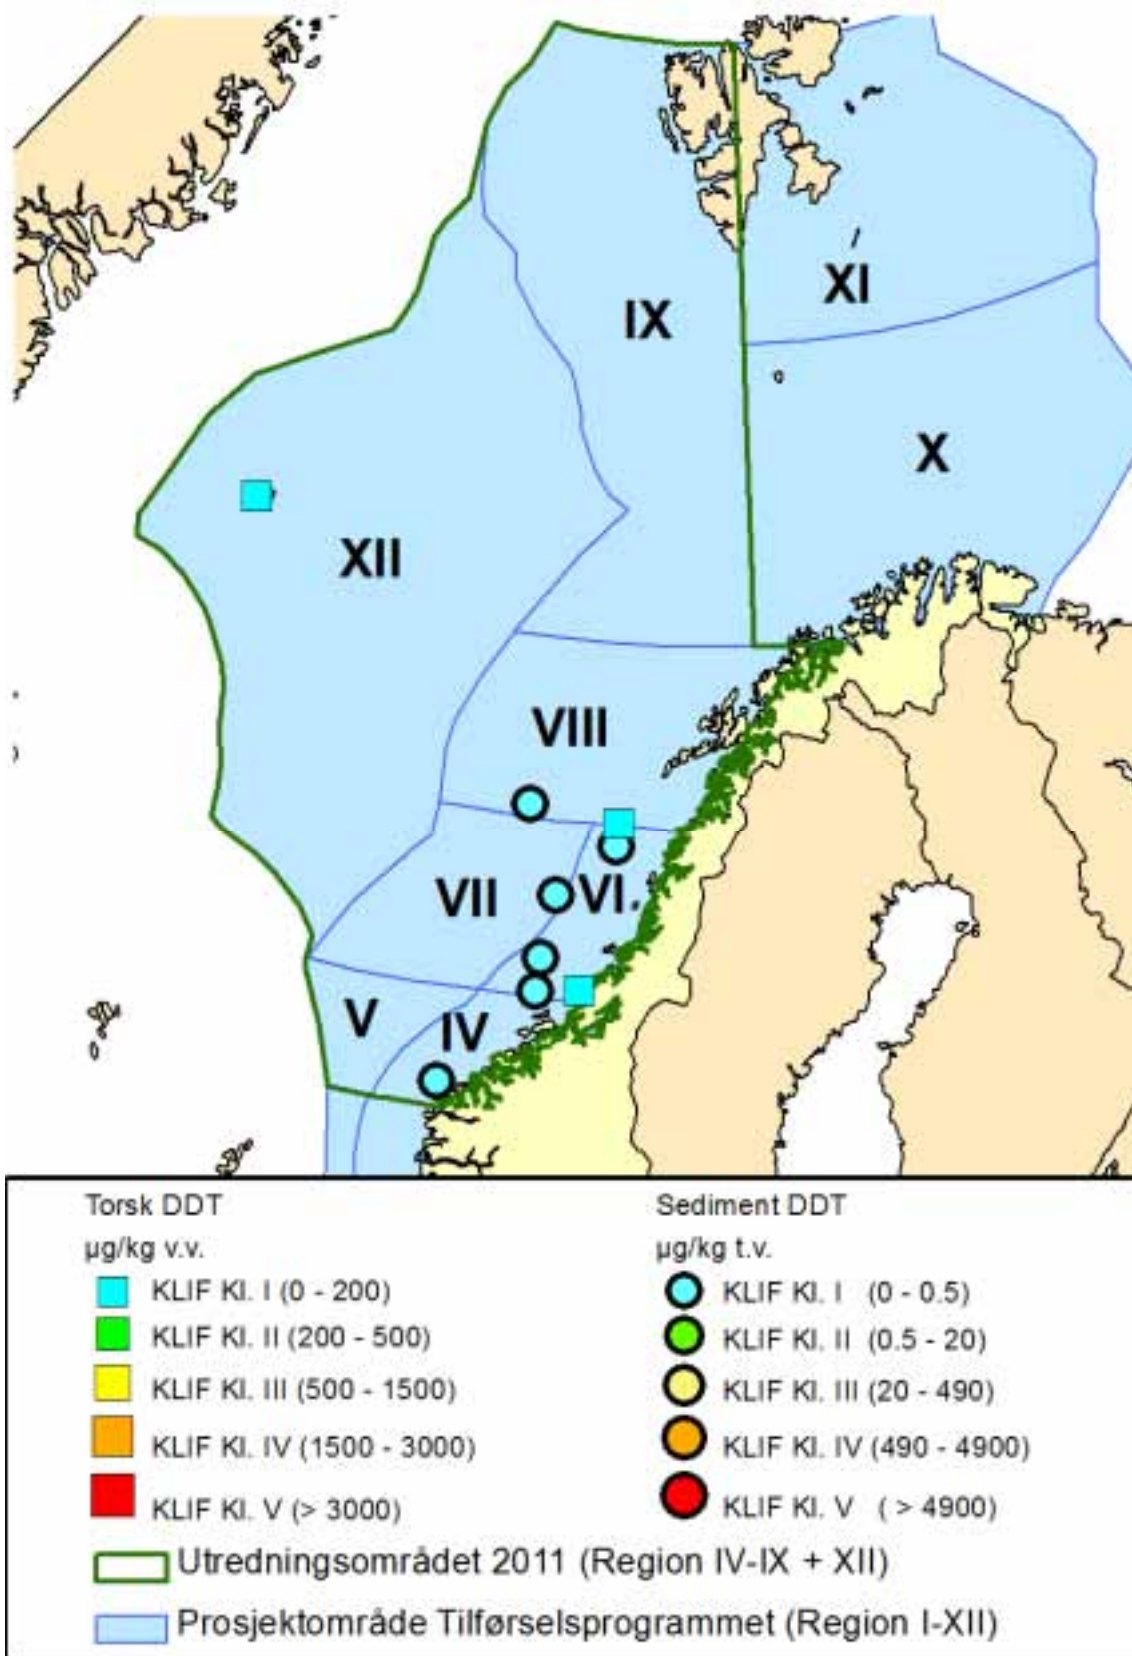 XI
IX
X
XII
VIII
VII
VI
V
IV
Torsk DDT
µg/kg v.v.
KLIF Kl. I (0 - 200)
KLIF Kl. II (200 - 500)
KLIF Kl. III (500 - 1500)
KLIF Kl. IV (1500 - 3000)
KLIF Kl. V (> 3000)
Sediment DDT
µg/kg t.v.
KLIF Kl. I (0 - 0.5)
KLIF Kl. II (0.5 - 20)
KLIF Kl. III (20 - 490)
KLIF Kl. IV (490 - 4900)
KLIF Kl. V ( > 4900)
Utredningsområdet 2011 (Region IV-IX + XII)
Prosjektområde Tilførselsprogrammet (Region I-XII)